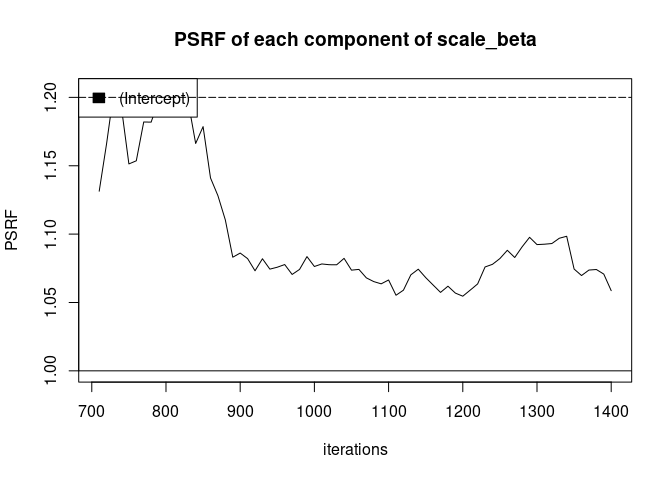 PSRF of each component of scale_beta
(Intercept)
PSRF
1.20
1.15
1.10
1.05
1.00
700 800 900 1000 1100 1200 1300 1400
iterations